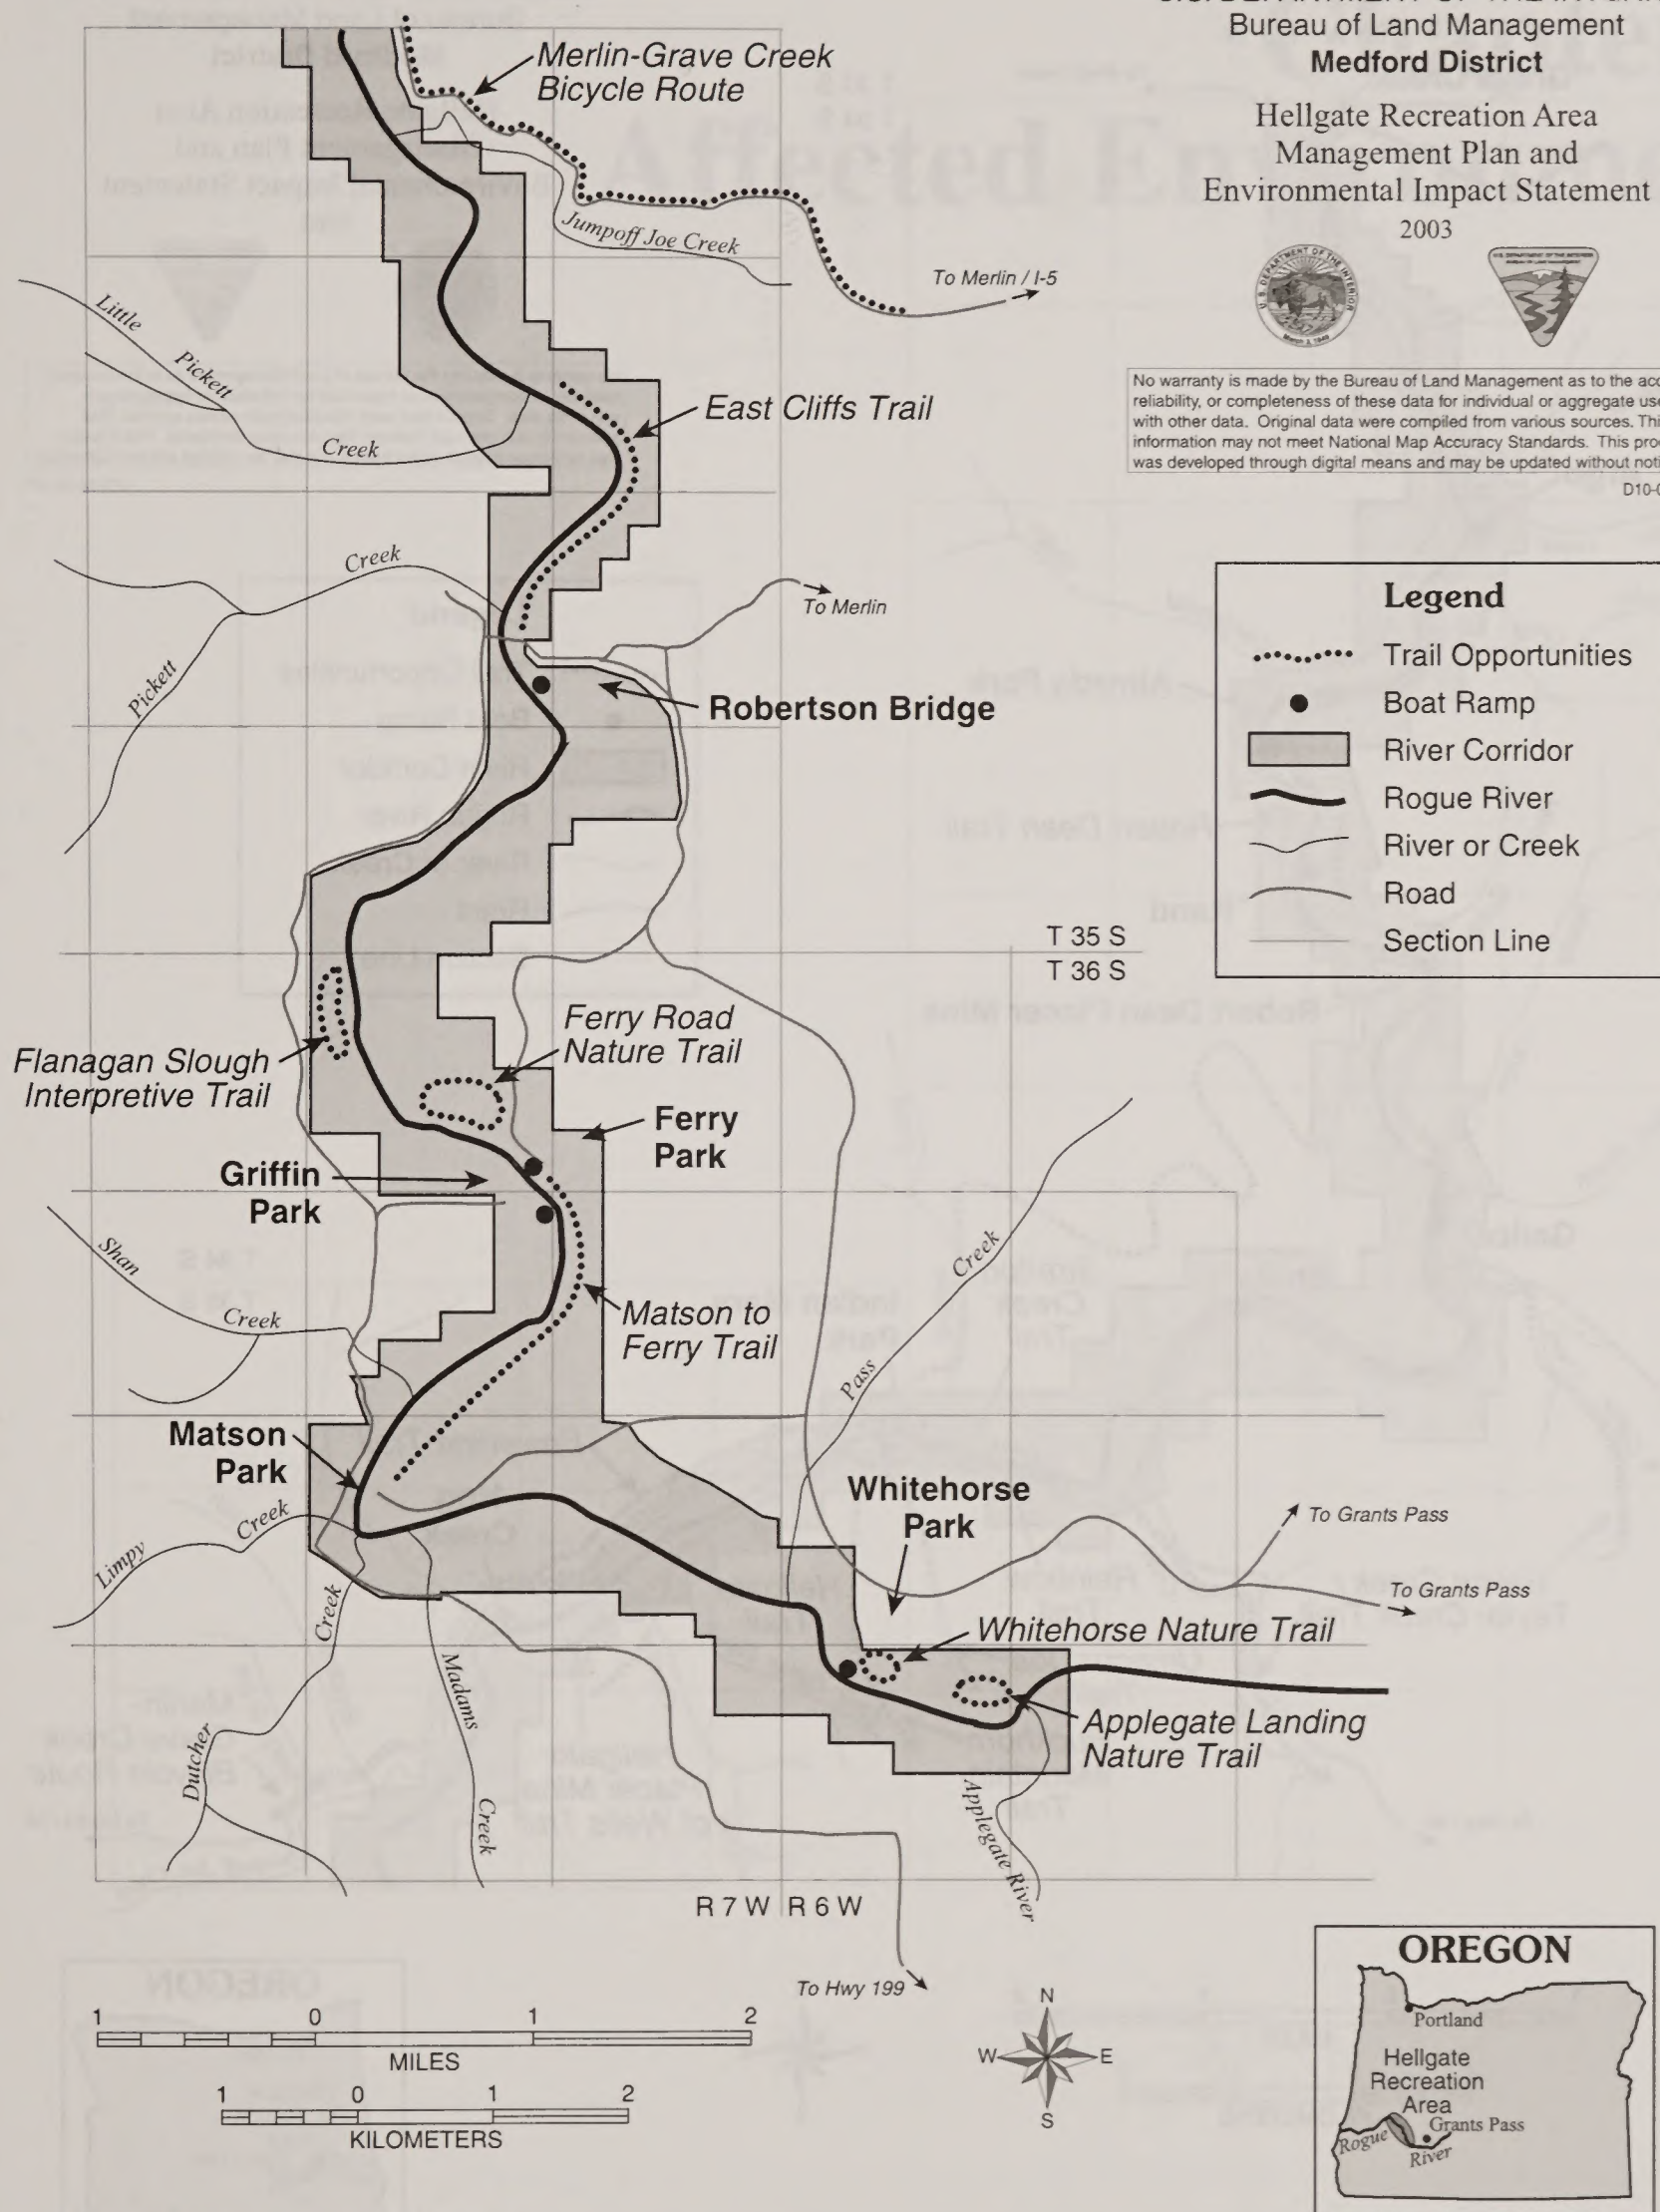 Bureau of Land Management
Medford District
Hellgate Recreation Area
Management Plan and
Environmental Impact Statement
2003
U.S. DEPARTMENT OF THE INTERIOR
March 3, 1849
No warranty is made by the Bureau of Land Management as to the
reliability, or completeness of these data for individual or aggregate
with other data. Original data were compiled from various sources.
information may not meet National Map Accuracy Standards. This
was developed through digital means and may be updated without
Merlin-Grave Creek
Bicycle Route
Jumpoff Joe Creek
To Merlin / I-5
Little
Pickett
Creek
East Cliffs Trail
Creek
Pickett
To Merlin
Robertson Bridge
Legend
Trail Opportunities
Boat Ramp
River Corridor
Rogue River
River or Creek
Road
Section Line
T 35 S
T 36 S
Ferry Road
Nature Trail
Flanagan Slough
Interpretive Trail
Ferry
Park
Griffin
Park
Shan
Creek
Matson to
Ferry Trail
Creek
Pass
Matson
Park
Whitehorse
Park
Limpy
Creek
To Grants Pass
To Grants Pass
Whitehorse Nature Trail
Applegate Landing
Nature Trail
Creek
Dutcher
Madams
Creek
Applegate River
R 7 W
R 6 W
To Hwy 199
1 0 1 2
MILES
1 0 1 2
KILOMETERS
N
W
E
S
OREGON
Portland
Hellgate
Recreation
Area
Grants Pass
Rogue
River